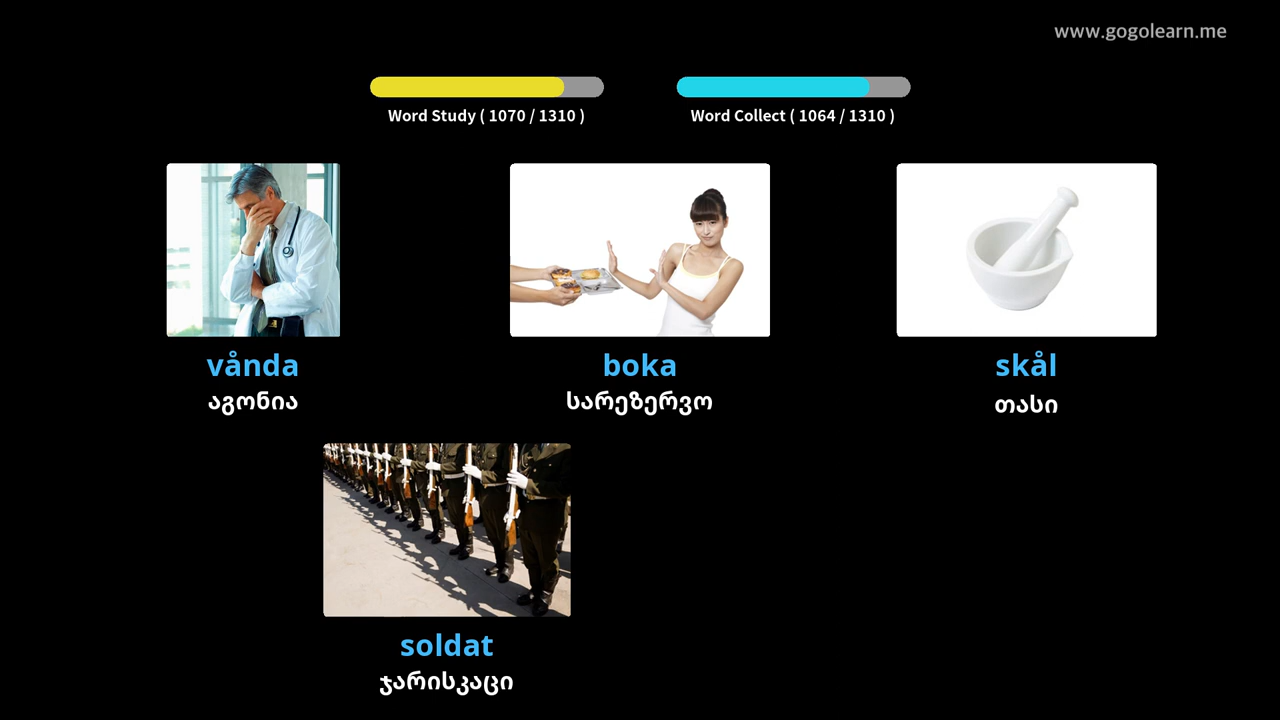 www.gogolearn.me
Word Study ( 1070 / 1310 )
Word Collect ( 1064 / 1310 )
vånda
აგონია
boka
სარეზერვო
skål
თასი
soldat
ჯარისკაცი